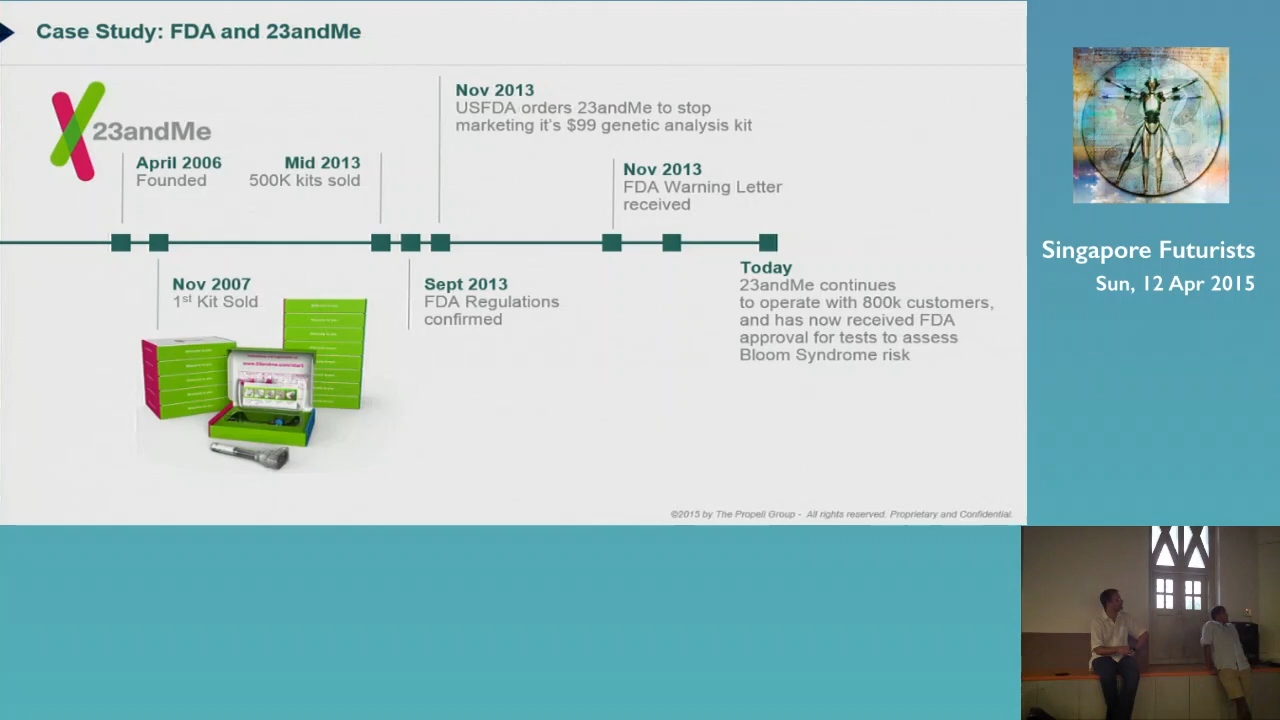 Case Study: FDA and 23andMe
23andMe
April 2006
Founded
Mid 2013
500K kits sold
Nov 2013
USFDA orders 23andMe to stop
marketing it's $99 genetic analysis kit
Nov 2013
FDA Warning Letter
received
Nov 2007
1st Kit Sold
Sept 2013
FDA Regulations
confirmed
Today
23andMe continues
to operate with 800k customers,
and has now received FDA
approval for tests to assess
Bloom Syndrome risk
©2015 by The Propell Group - All rights reserved. Proprietary and Confidential.
Singapore Futurists
Sun, 12 Apr 2015